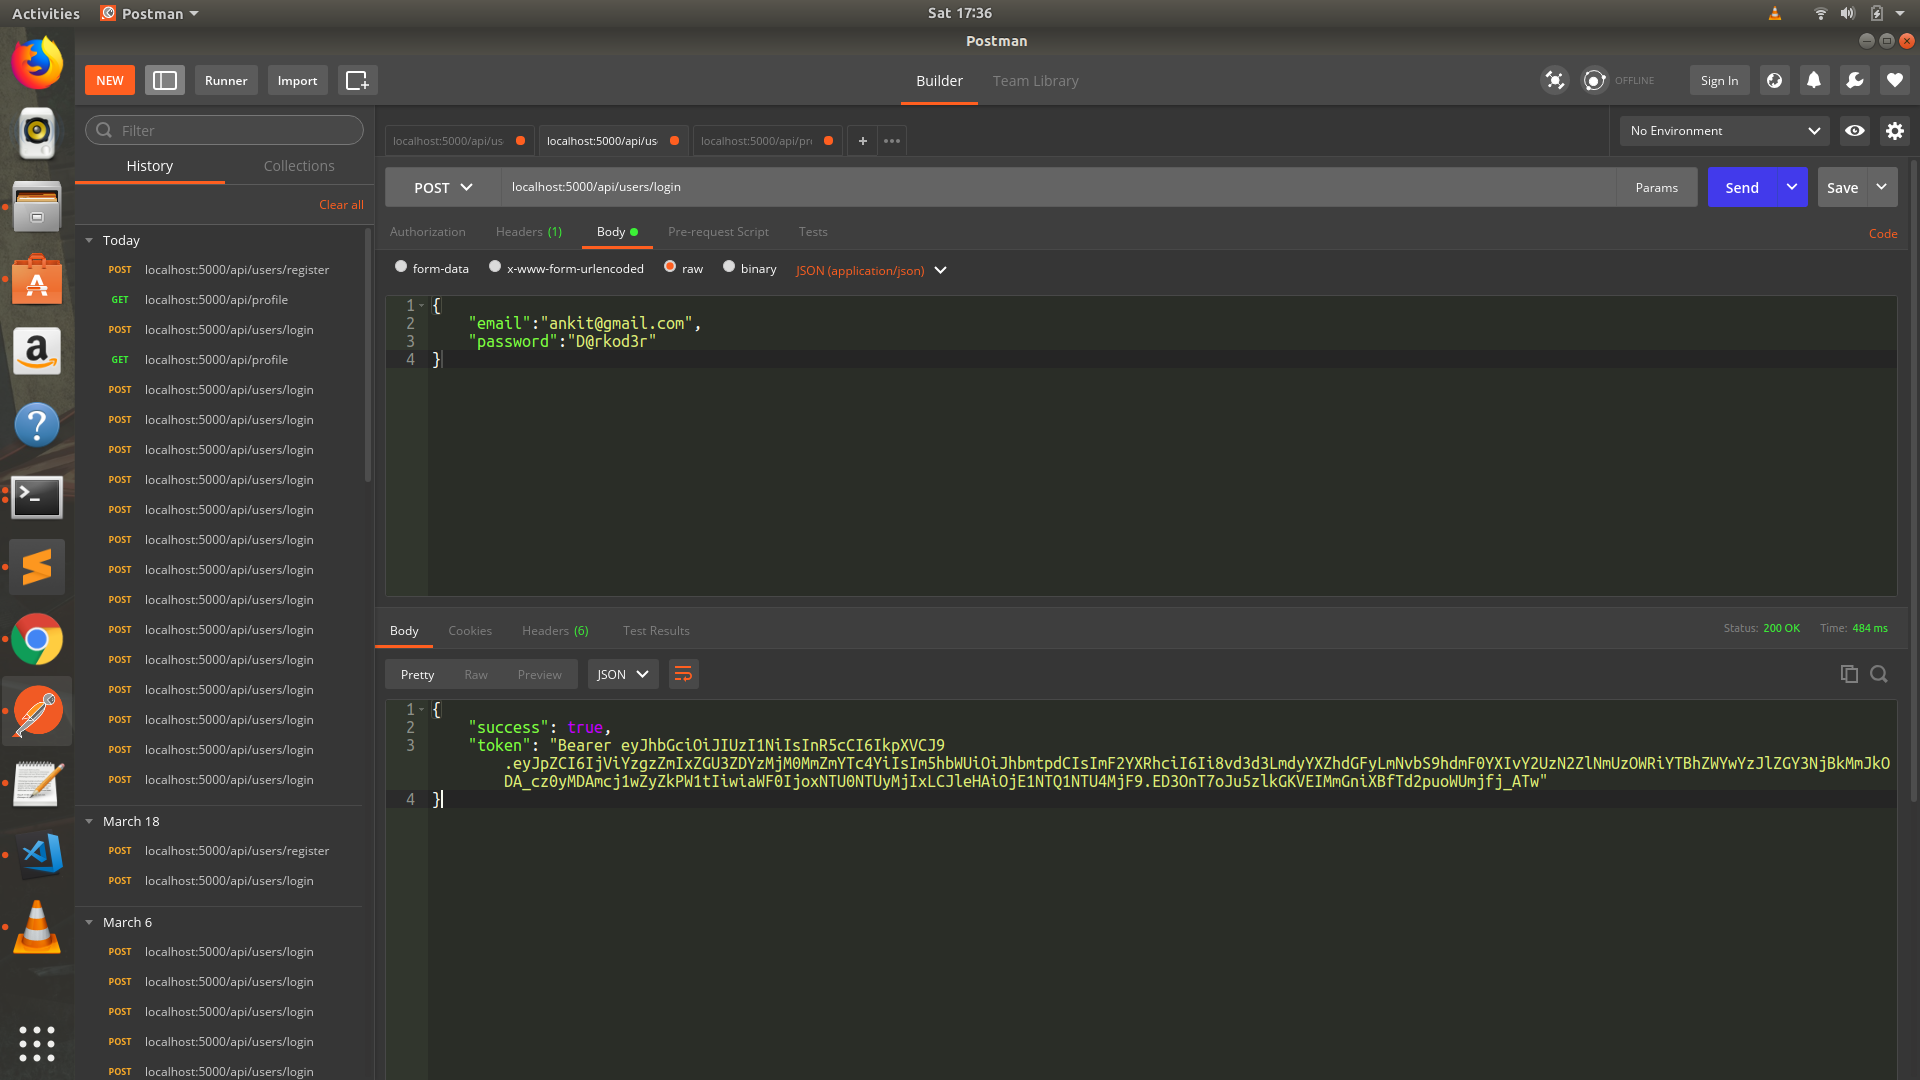 Activities
Postman
Sat 17:36
Postman
NEW
Runner
Import
Builder
Team Library
OFFLINE
Sign In
Filter
History
Collections
Clear all
Today
POST localhost:5000/api/users/register
GET localhost:5000/api/profile
POST localhost:5000/api/users/login
GET localhost:5000/api/profile
POST localhost:5000/api/users/login
POST localhost:5000/api/users/login
POST localhost:5000/api/users/login
POST localhost:5000/api/users/login
POST localhost:5000/api/users/login
POST localhost:5000/api/users/login
POST localhost:5000/api/users/login
POST localhost:5000/api/users/login
POST localhost:5000/api/users/login
POST localhost:5000/api/users/login
POST localhost:5000/api/users/login
POST localhost:5000/api/users/login
POST localhost:5000/api/users/login
POST localhost:5000/api/users/login
March 18
POST localhost:5000/api/users/register
POST localhost:5000/api/users/login
March 6
POST localhost:5000/api/users/login
POST localhost:5000/api/users/login
POST localhost:5000/api/users/login
POST localhost:5000/api/users/login
POST localhost:5000/api/users/login
localhost:5000/api/us
localhost:5000/api/us
localhost:5000/api/pr
No Environment
POST
localhost:5000/api/users/login
Params
Send
Save
Authorization
Headers (1)
Body
Pre-request Script
Tests
Code
form-data
x-www-form-urlencoded
raw
binary
JSON (application/json)
1 {
2 "email":"ankit@gmail.com",
3 "password":"D@rkod3r"
4 }
Body
Cookies
Headers (6)
Test Results
Status: 200 OK
Time: 484 ms
Pretty
Raw
Preview
JSON
1 {
2 "success": true,
3 "token": "Bearer eyJhbGciOiJIUzI1NiIsInR5cCI6IkpXVCJ9
.eyJpZCI6IjViYzgzZmIxZGU3ZDYzMjM0MmZmYTc4YiIsIm5hbWUiOiJhbmtpdCIsImF2YXRhciI6Ii8vd3d3LmdyYXZhdGFyLmNvbS9hdmF0YXIvY2UzN2ZlNmUzOWRiYTBhZWYwYzJlZGY3NjBkMmJkO
DA_cz0yMDAmcj1wZyZkPW1tIiwiaWF0IjoxNTU0NTUyMjIxLCJleHAiOjE1NTQ1NTU4MjF9.ED3OnT7oJu5zlkGKVEIMmGniXBfTd2puoWUmjfj_ATw"
4 }